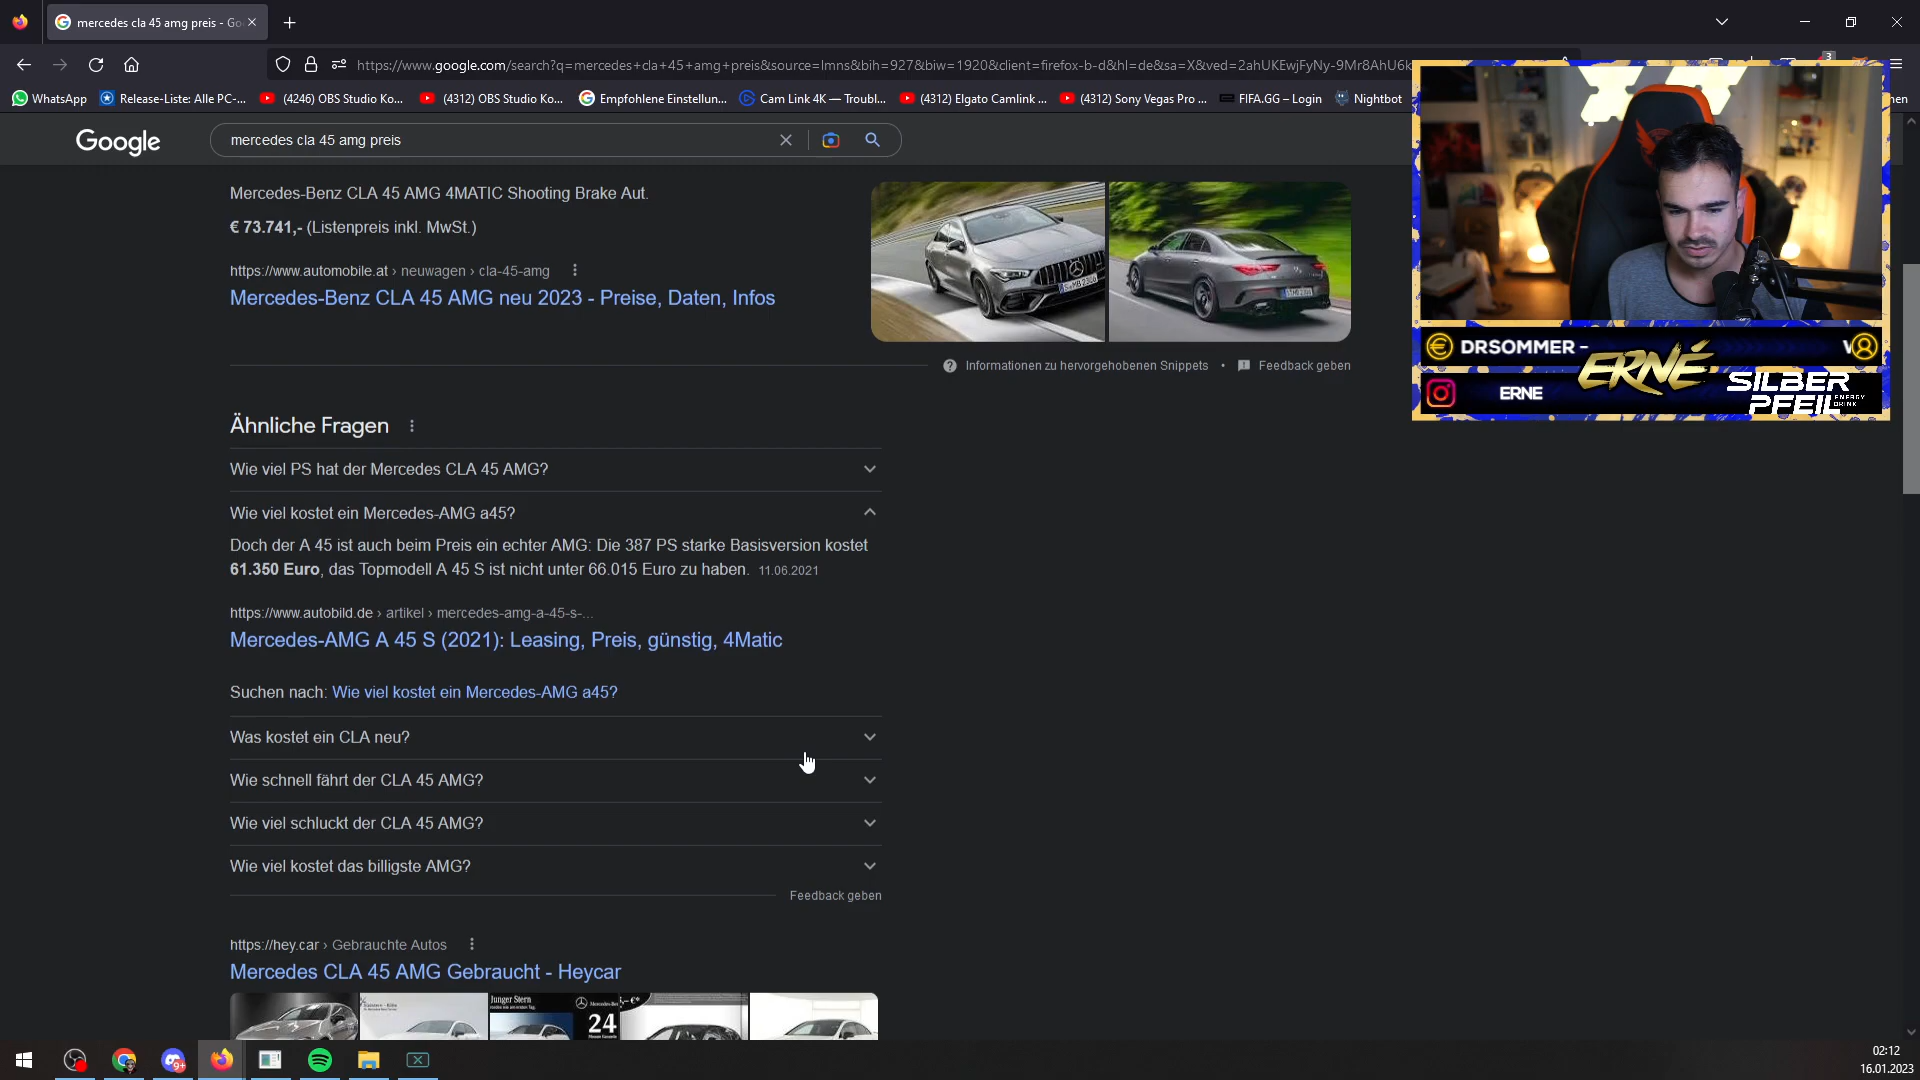 mercedes cla 45 amg preis - Go
https://www.google.com/search?q=mercedes+cla+45+amg+preis&source=lmns&bih=927&biw=1920&client=firefox-b-d&hl=de&sa=X&ved=2ahUKEwjFyNy-9Mr8AhU6k
3
WhatsApp
Release-Liste: Alle PC-...
(4246) OBS Studio Ko...
(4312) OBS Studio Ko...
Empfohlene Einstellun...
Cam Link 4K — Troubl...
(4312) Elgato Camlink ...
(4312) Sony Vegas Pro ...
FIFA.GG – Login
Nightbot
Google
mercedes cla 45 amg preis
Mercedes-Benz CLA 45 AMG 4MATIC Shooting Brake Aut.
€ 73.741,- (Listenpreis inkl. MwSt.)
https://www.automobile.at › neuwagen › cla-45-amg
Mercedes-Benz CLA 45 AMG neu 2023 - Preise, Daten, Infos
Informationen zu hervorgehobenen Snippets • Feedback geben
DRSOMMER -
ERNÉ
ERNE
SILBER
PFEIL ENERGY
DRINK
Ähnliche Fragen
Wie viel PS hat der Mercedes CLA 45 AMG?
Wie viel kostet ein Mercedes-AMG a45?
Doch der A 45 ist auch beim Preis ein echter AMG: Die 387 PS starke Basisversion kostet
61.350 Euro, das Topmodell A 45 S ist nicht unter 66.015 Euro zu haben. 11.06.2021
https://www.autobild.de › artikel › mercedes-amg-a-45-s-...
Mercedes-AMG A 45 S (2021): Leasing, Preis, günstig, 4Matic
Suchen nach: Wie viel kostet ein Mercedes-AMG a45?
Was kostet ein CLA neu?
Wie schnell fährt der CLA 45 AMG?
Wie viel schluckt der CLA 45 AMG?
Wie viel kostet das billigste AMG?
Feedback geben
https://hey.car › Gebrauchte Autos
Mercedes CLA 45 AMG Gebraucht - Heycar
Junger Stern
24
9+
02:12
16.01.2023